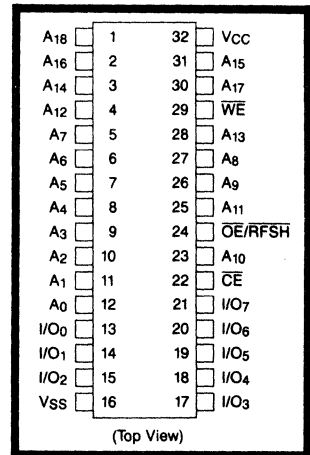 A18 1 32 VCC
A16 2 31 A15
A14 3 30 A17
A12 4 29 WE
A7 5 28 A13
A6 6 27 A8
A5 7 26 A9
A4 8 25 A11
A3 9 24 OE/RFSH
A2 10 23 A10
A1 11 22 CE
A0 12 21 I/O7
I/O0 13 20 I/O6
I/O1 14 19 I/O5
I/O2 15 18 I/O4
VSS 16 17 I/O3
(Top View)